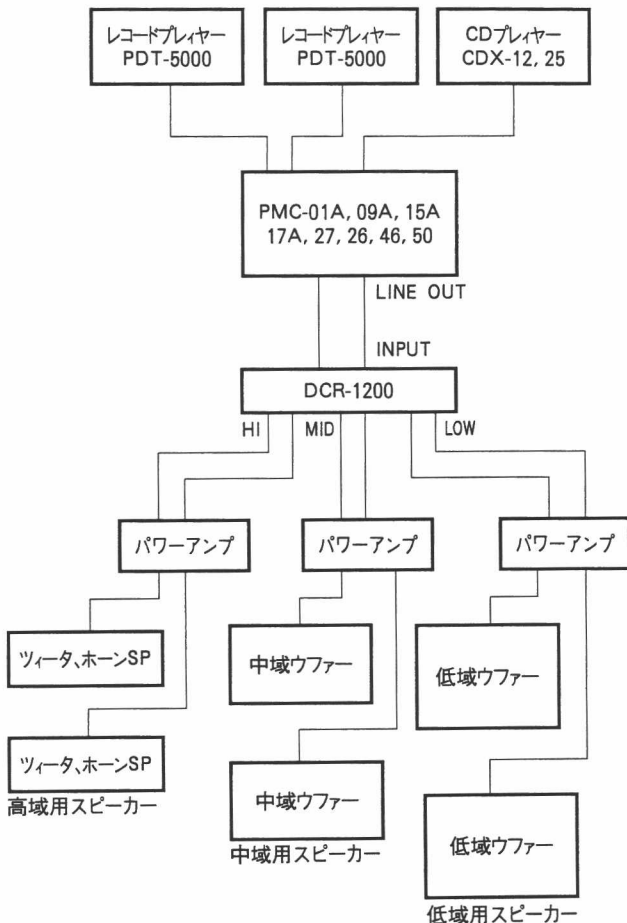 レコードプレィヤー
PDT-5000
レコードプレィヤー
PDT-5000
CDプレィヤー
CDX-12, 25
PMC-01A, 09A, 15A
17A, 27, 26, 46, 50
LINE OUT
INPUT
DCR-1200
HI
MID
LOW
パワーアンプ
パワーアンプ
パワーアンプ
ツィータ、ホーンSP
中域ウファー
低域ウファー
ツィータ、ホーンSP
高域用スピーカー
中域ウファー
中域用スピーカー
低域ウファー
低域用スピーカー